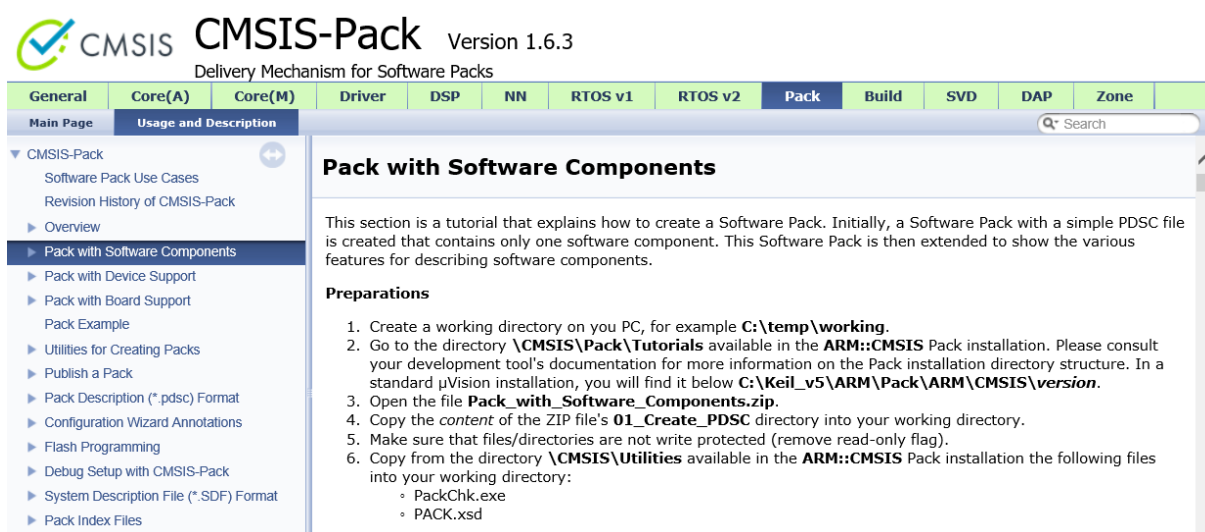 CMSIS
CMSIS-Pack Version 1.6.3
Delivery Mechanism for Software Packs
General Core(A) Core(M) Driver DSP NN RTOS v1 RTOS v2 Pack Build SVD DAP Zone
Main Page Usage and Description
Search
CMSIS-Pack
Software Pack Use Cases
Revision History of CMSIS-Pack
Overview
Pack with Software Components
Pack with Device Support
Pack with Board Support
Pack Example
Utilities for Creating Packs
Publish a Pack
Pack Description (*.pdsc) Format
Configuration Wizard Annotations
Flash Programming
Debug Setup with CMSIS-Pack
System Description File (*.SDF) Format
Pack Index Files
Pack with Software Components
This section is a tutorial that explains how to create a Software Pack. Initially, a Software Pack with a simple PDSC file
is created that contains only one software component. This Software Pack is then extended to show the various
features for describing software components.
Preparations
1. Create a working directory on you PC, for example C:\temp\working.
2. Go to the directory \CMSIS\Pack\Tutorials available in the ARM::CMSIS Pack installation. Please consult
your development tool's documentation for more information on the Pack installation directory structure. In a
standard µVision installation, you will find it below C:\Keil_v5\ARM\Pack\ARM\CMSIS\version.
3. Open the file Pack_with_Software_Components.zip.
4. Copy the content of the ZIP file's 01_Create_PDSC directory into your working directory.
5. Make sure that files/directories are not write protected (remove read-only flag).
6. Copy from the directory \CMSIS\Utilities available in the ARM::CMSIS Pack installation the following files
into your working directory:
◦ PackChk.exe
◦ PACK.xsd